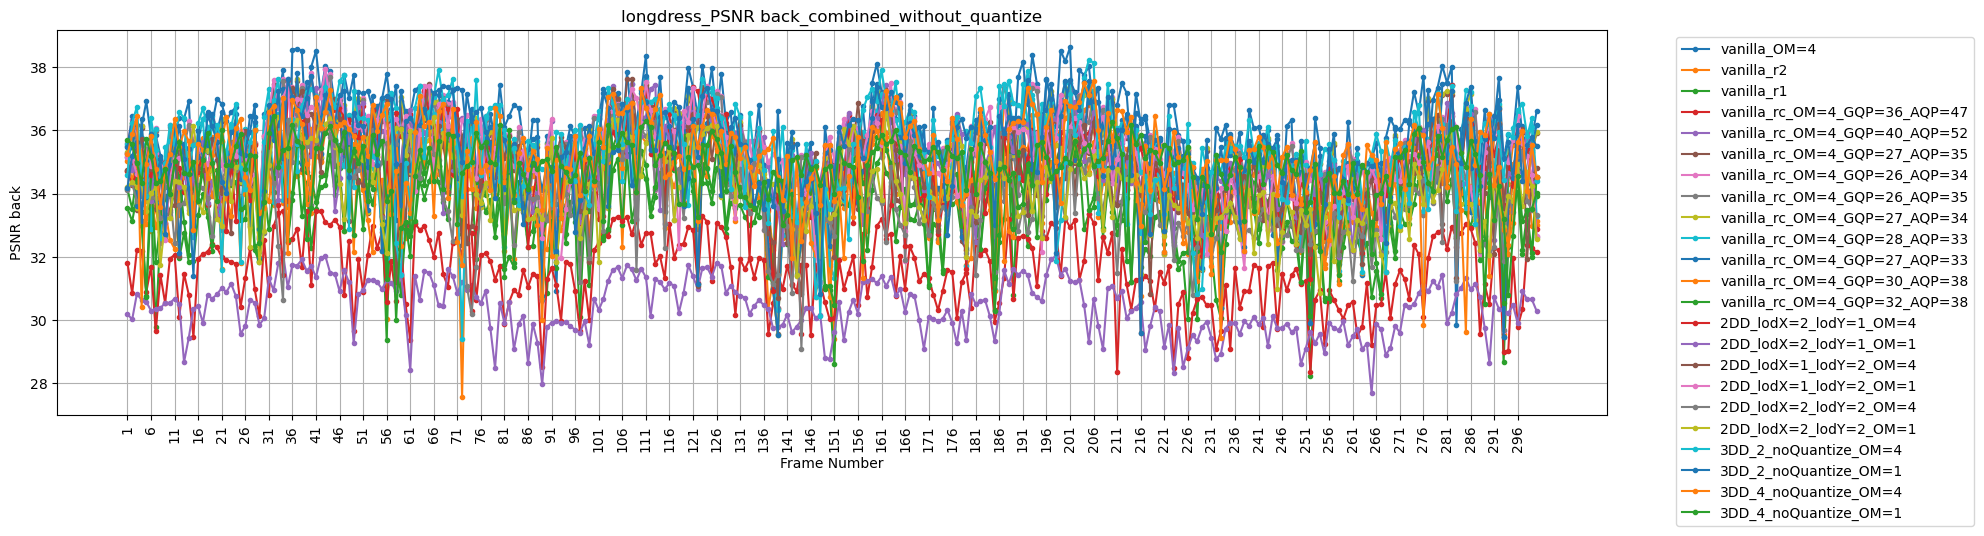 longdress_PSNR back_combined_without_quantize
PSNR back
38
36
34
32
30
28
1 6 11 16 21 26 31 36 41 46 51 56 61 66 71 76 81 86 91 96 101 106 111 116 121 126 131 136 141 146 151 156 161 166 171 176 181 186 191 196 201 206 211 216 221 226 231 236 241 246 251 256 261 266 271 276 281 286 291 296
Frame Number
vanilla_OM=4
vanilla_r2
vanilla_r1
vanilla_rc_OM=4_GQP=36_AQP=47
vanilla_rc_OM=4_GQP=40_AQP=52
vanilla_rc_OM=4_GQP=27_AQP=35
vanilla_rc_OM=4_GQP=26_AQP=34
vanilla_rc_OM=4_GQP=26_AQP=35
vanilla_rc_OM=4_GQP=27_AQP=34
vanilla_rc_OM=4_GQP=28_AQP=33
vanilla_rc_OM=4_GQP=27_AQP=33
vanilla_rc_OM=4_GQP=30_AQP=38
vanilla_rc_OM=4_GQP=32_AQP=38
2DD_lodX=2_lodY=1_OM=4
2DD_lodX=2_lodY=1_OM=1
2DD_lodX=1_lodY=2_OM=4
2DD_lodX=1_lodY=2_OM=1
2DD_lodX=2_lodY=2_OM=4
2DD_lodX=2_lodY=2_OM=1
3DD_2_noQuantize_OM=4
3DD_2_noQuantize_OM=1
3DD_4_noQuantize_OM=4
3DD_4_noQuantize_OM=1